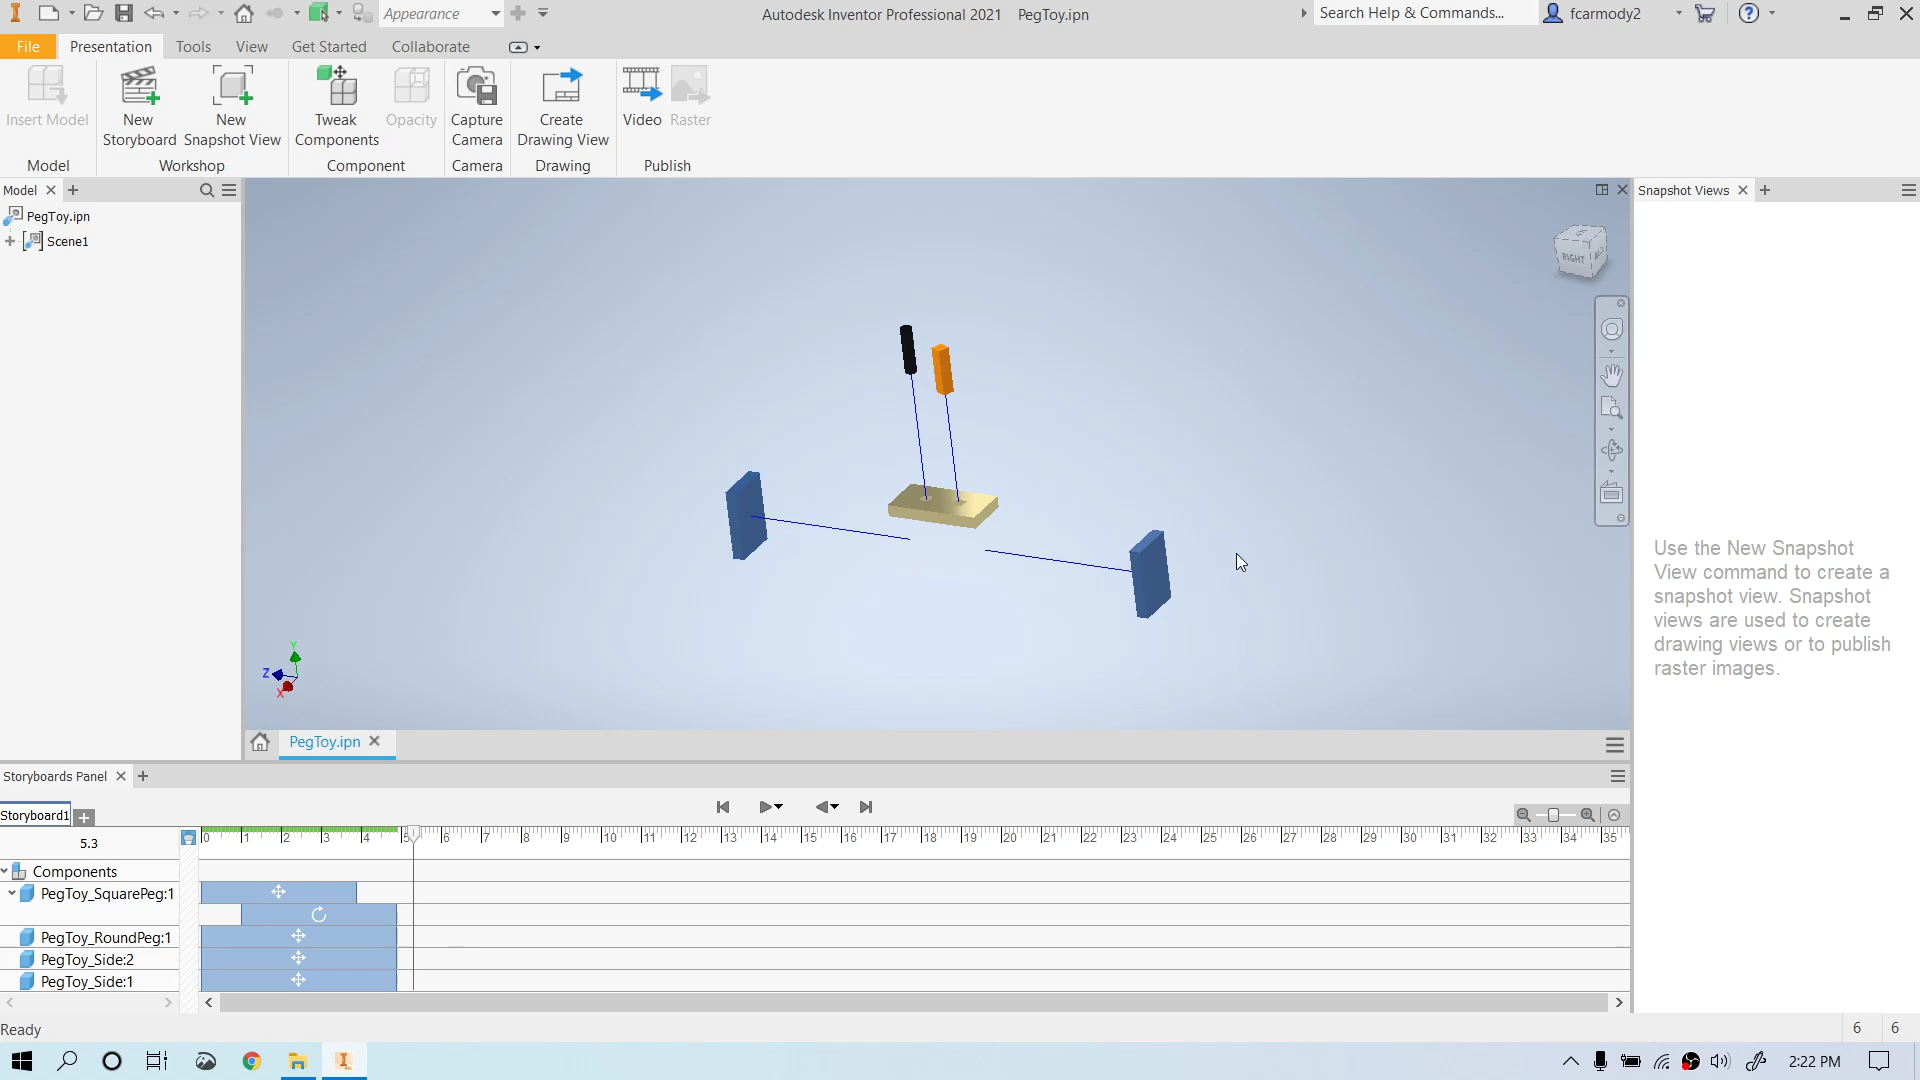 Appearance
Autodesk Inventor Professional 2021 PegToy.ipn
Search Help & Commands...
fcarmody2
File Presentation Tools View Get Started Collaborate
Insert Model
New Storyboard
New Snapshot View
Tweak Components
Opacity
Capture Camera
Create Drawing View
Video
Raster
Model Workshop Component Camera Drawing Publish
Model
PegToy.ipn
Scene1
RIGHT
Snapshot Views
Use the New Snapshot
View command to create a
snapshot view. Snapshot
views are used to create
drawing views or to publish
raster images.
Y
Z
X
PegToy.ipn
Storyboards Panel
Storyboard1
5.3
0 1 2 3 4 5 6 7 8 9 10 11 12 13 14 15 16 17 18 19 20 21 22 23 24 25 26 27 28 29 30 31 32 33 34 35
Components
PegToy_SquarePeg:1
PegToy_RoundPeg:1
PegToy_Side:2
PegToy_Side:1
Ready
6 6
2:22 PM